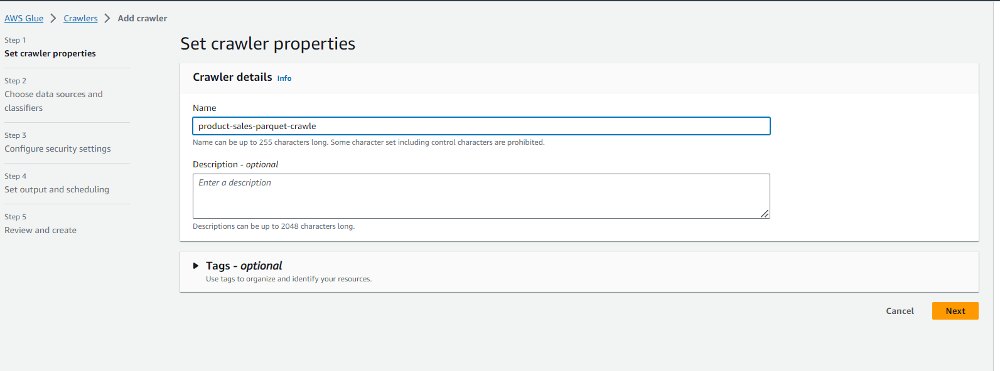 AWS Glue > Crawlers > Add crawler
Step 1
Set crawler properties
Step 2
Choose data sources and
classifiers
Step 3
Configure security settings
Step 4
Set output and scheduling
Step 5
Review and create
Set crawler properties
Crawler details Info
Name
product-sales-parquet-crawle
Name can be up to 255 characters long. Some character set including control characters are prohibited.
Description - optional
Enter a description
Descriptions can be up to 2048 characters long.
Tags - optional
Use tags to organize and identify your resources.
Cancel Next